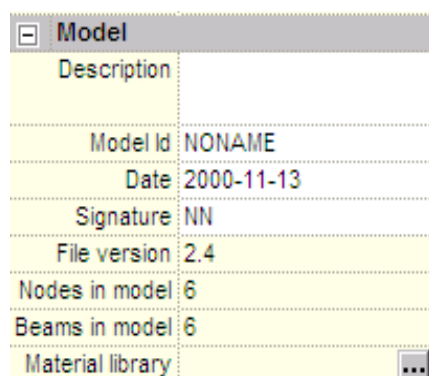 Model
Description
Model Id NONAME
Date 2000-11-13
Signature NN
File version 2.4
Nodes in model 6
Beams in model 6
Material library ...